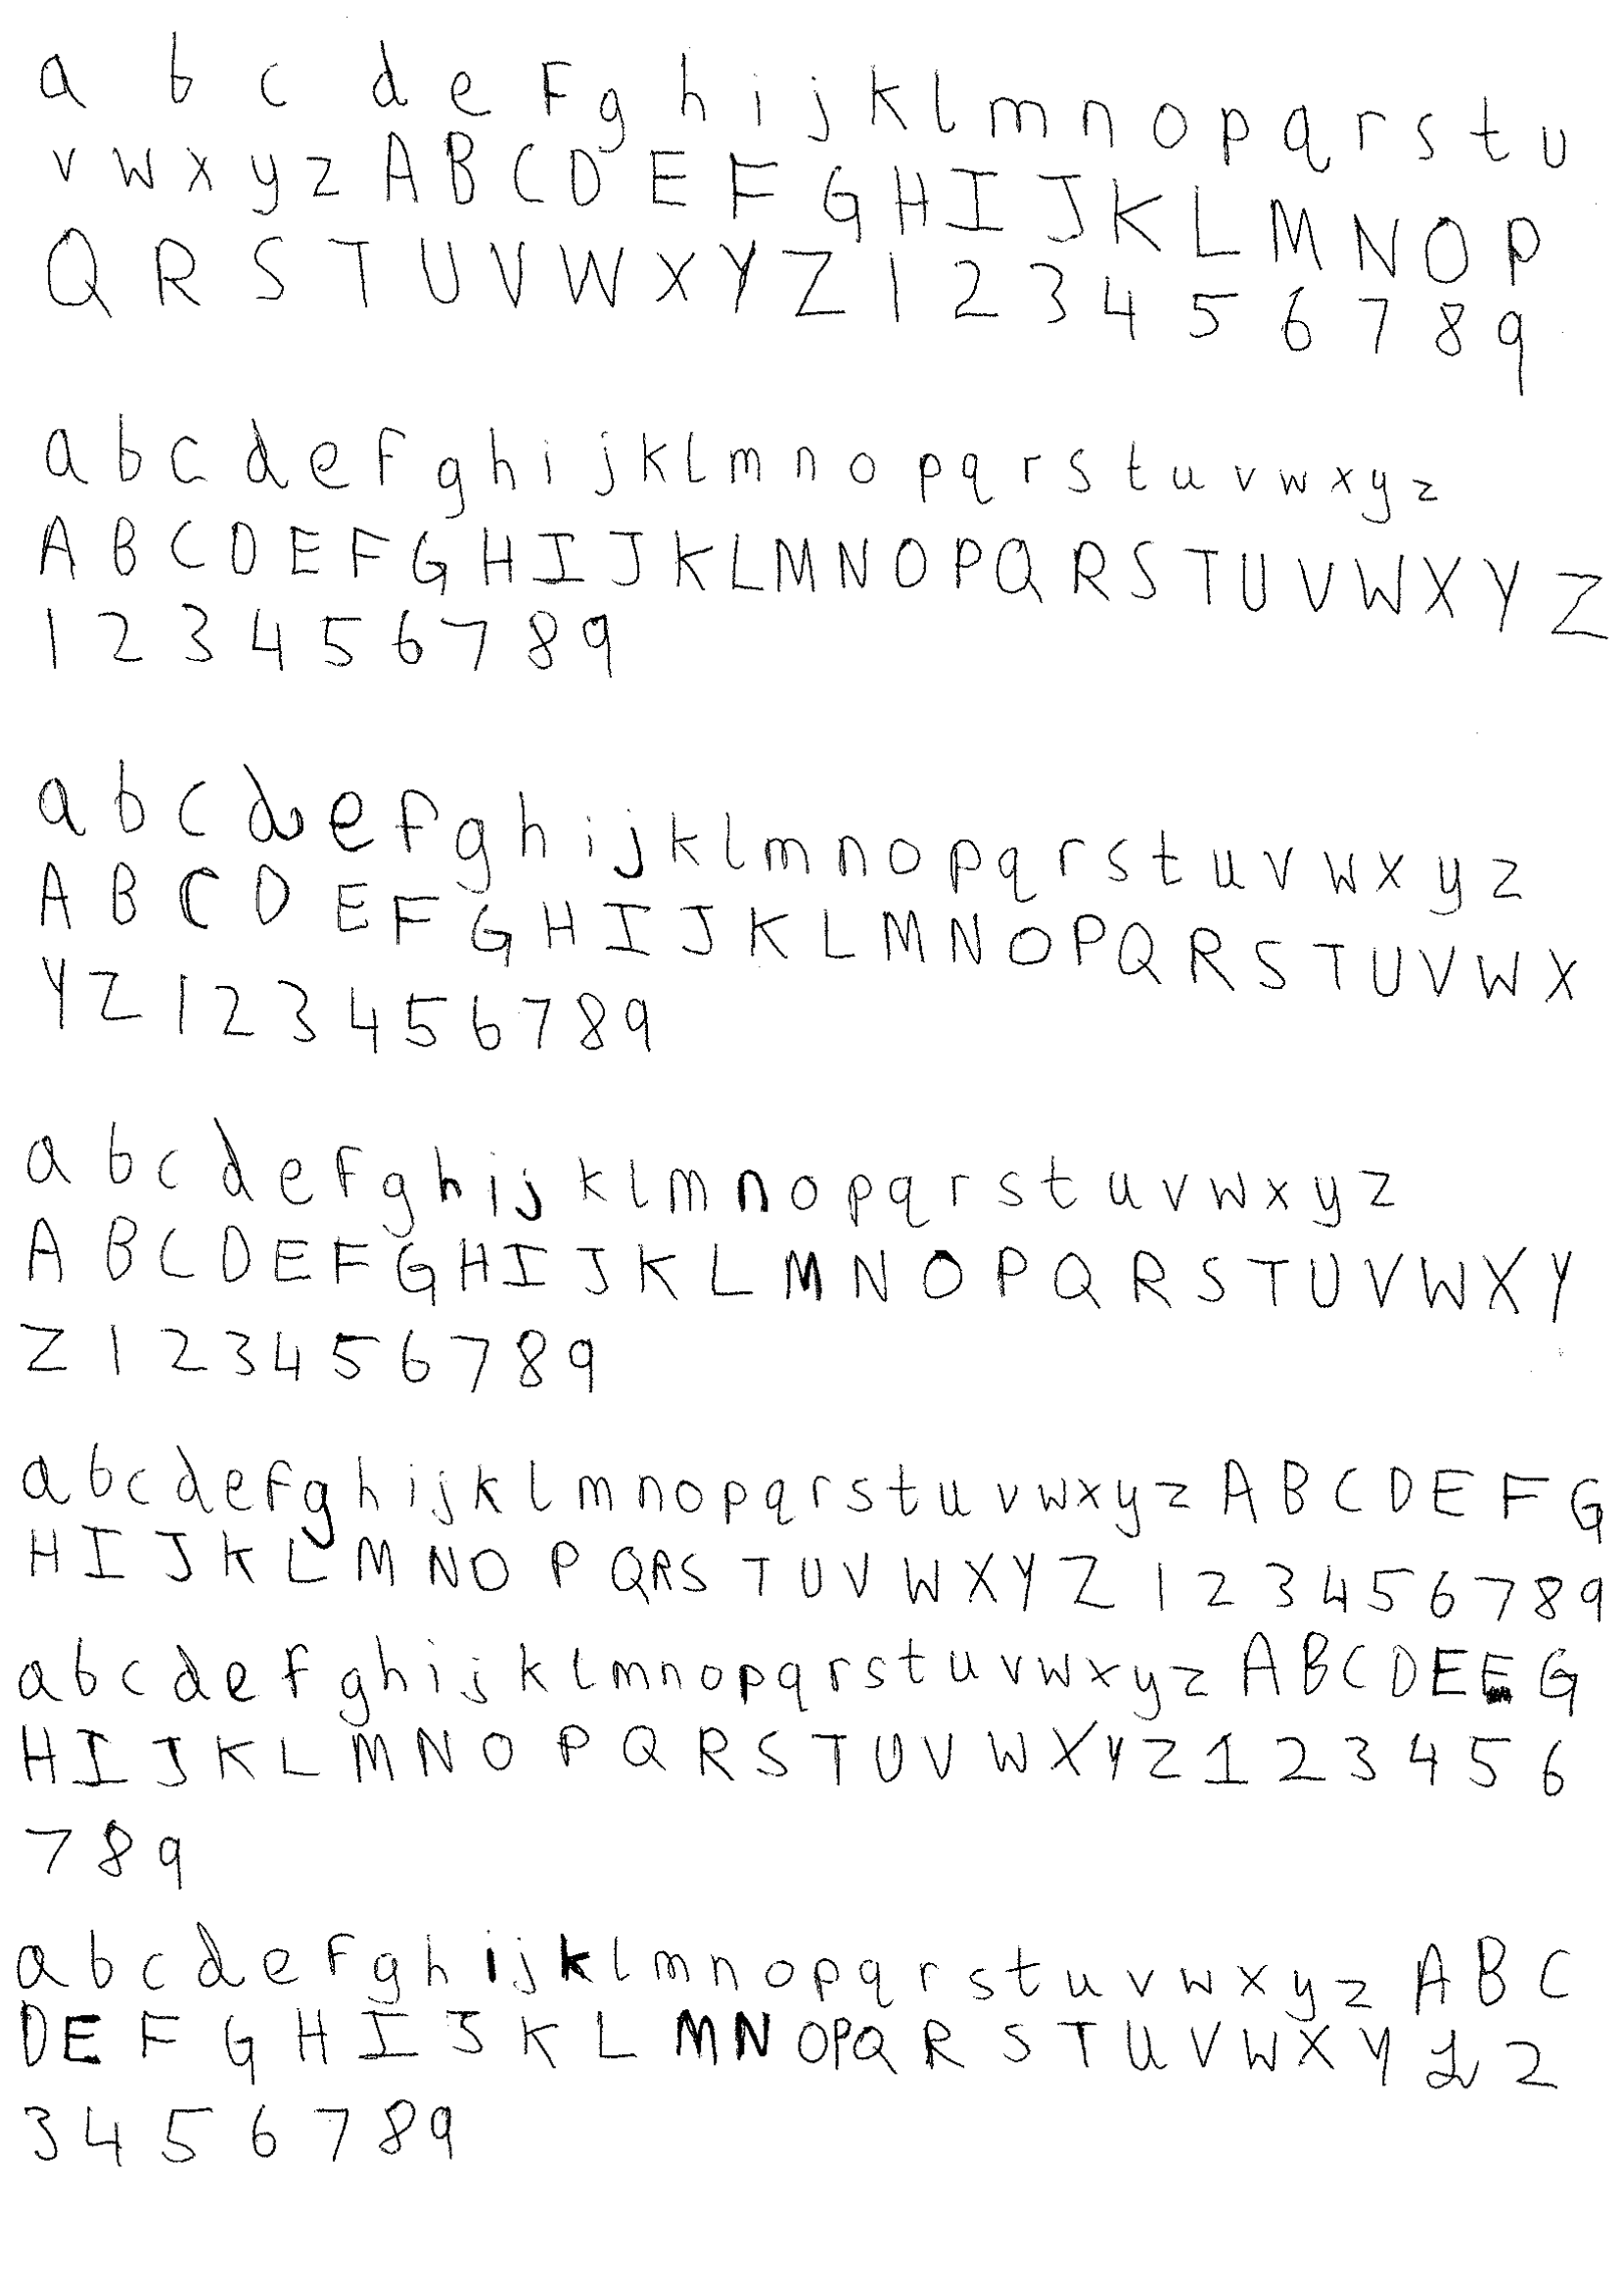 a b c d e f g h i j k l m n o p q r s t u
v w x y z A B C D E F G H I J K L M N O P
Q R S T U V W X Y Z 1 2 3 4 5 6 7 8 9
a b c d e f g h i j k l m n o p q r s t u v w x y z
A B C D E F G H I J K L M N O P Q R S T U V W X Y Z
1 2 3 4 5 6 7 8 9
a b c d e f g h i j k l m n o p q r s t u v w x y z
A B C D E F G H I J K L M N O P Q R S T U V W X
Y Z 1 2 3 4 5 6 7 8 9
a b c d e f g h i j k l m n o p q r s t u v w x y z
A B C D E F G H I J K L M N O P Q R S T U V W X Y
Z 1 2 3 4 5 6 7 8 9
a b c d e f g h i j k l m n o p q r s t u v w x y z A B C D E F G
H I J K L M N O P Q R S T U V W X Y Z 1 2 3 4 5 6 7 8 9
a b c d e f g h i j k l m n o p q r s t u v w x y z A B C D E E G
H I J K L M N O P Q R S T U V W X Y Z 1 2 3 4 5 6
7 8 9
a b c d e f g h i j k l m n o p q r s t u v w x y z A B C
D E F G H I J K L M N O P Q R S T U V W X Y 2
3 4 5 6 7 8 9